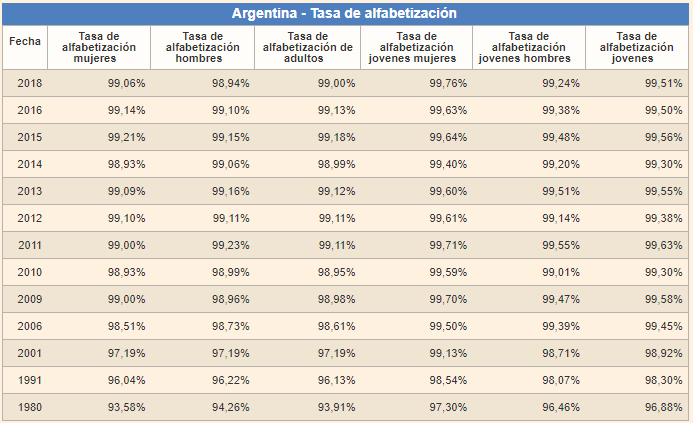 Argentina - Tasa de alfabetización
Fecha Tasa de alfabetización mujeres Tasa de alfabetización hombres Tasa de alfabetización de adultos Tasa de alfabetización jovenes mujeres Tasa de alfabetización jovenes hombres Tasa de alfabetización jovenes
2018 99,06% 98,94% 99,00% 99,76% 99,24% 99,51%
2016 99,14% 99,10% 99,13% 99,63% 99,38% 99,50%
2015 99,21% 99,15% 99,18% 99,64% 99,48% 99,56%
2014 98,93% 99,06% 98,99% 99,40% 99,20% 99,30%
2013 99,09% 99,16% 99,12% 99,60% 99,51% 99,55%
2012 99,10% 99,11% 99,11% 99,61% 99,14% 99,38%
2011 99,00% 99,23% 99,11% 99,71% 99,55% 99,63%
2010 98,93% 98,99% 98,95% 99,59% 99,01% 99,30%
2009 99,00% 98,96% 98,98% 99,70% 99,47% 99,58%
2006 98,51% 98,73% 98,61% 99,50% 99,39% 99,45%
2001 97,19% 97,19% 97,19% 99,13% 98,71% 98,92%
1991 96,04% 96,22% 96,13% 98,54% 98,07% 98,30%
1980 93,58% 94,26% 93,91% 97,30% 96,46% 96,88%